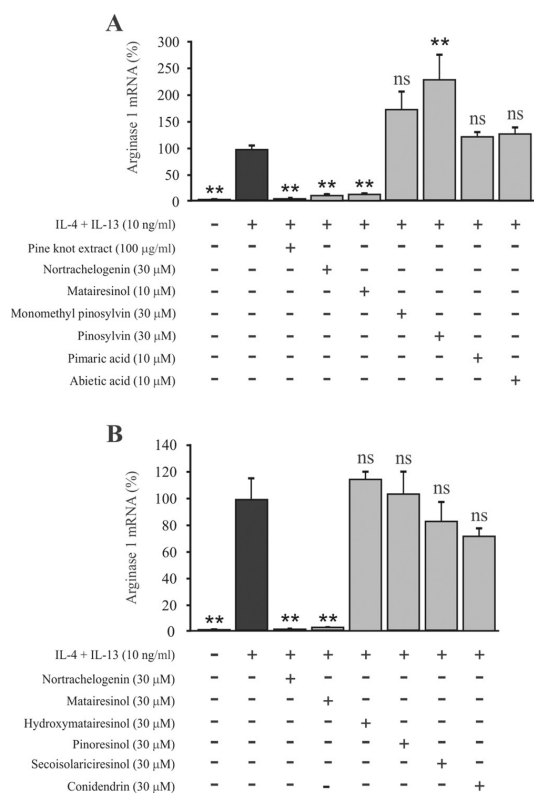 A
Arginase 1 mRNA (%)
300
250
200
150
100
50
0
** ** ** ** ns ** ns ns
IL-4 + IL-13 (10 ng/ml) - + + + + + + + +
Pine knot extract (100 µg/ml) - - + - - - - - -
Nortrachelogenin (30 µM) - - - + - - - - -
Matairesinol (10 µM) - - - - + - - - -
Monomethyl pinosylvin (30 µM) - - - - - + - - -
Pinosylvin (30 µM) - - - - - - + - -
Pimaric acid (10 µM) - - - - - - - + -
Abietic acid (10 µM) - - - - - - - - +
B
Arginase 1 mRNA (%)
140
120
100
80
60
40
20
0
** ** ** ns ns ns ns
IL-4 + IL-13 (10 ng/ml) - + + + + + + +
Nortrachelogenin (30 µM) - - + - - - - -
Matairesinol (30 µM) - - - + - - - -
Hydroxymatairesinol (30 µM) - - - - + - - -
Pinoresinol (30 µM) - - - - - + - -
Secoisolariciresinol (30 µM) - - - - - - + -
Conidendrin (30 µM) - - - - - - - +